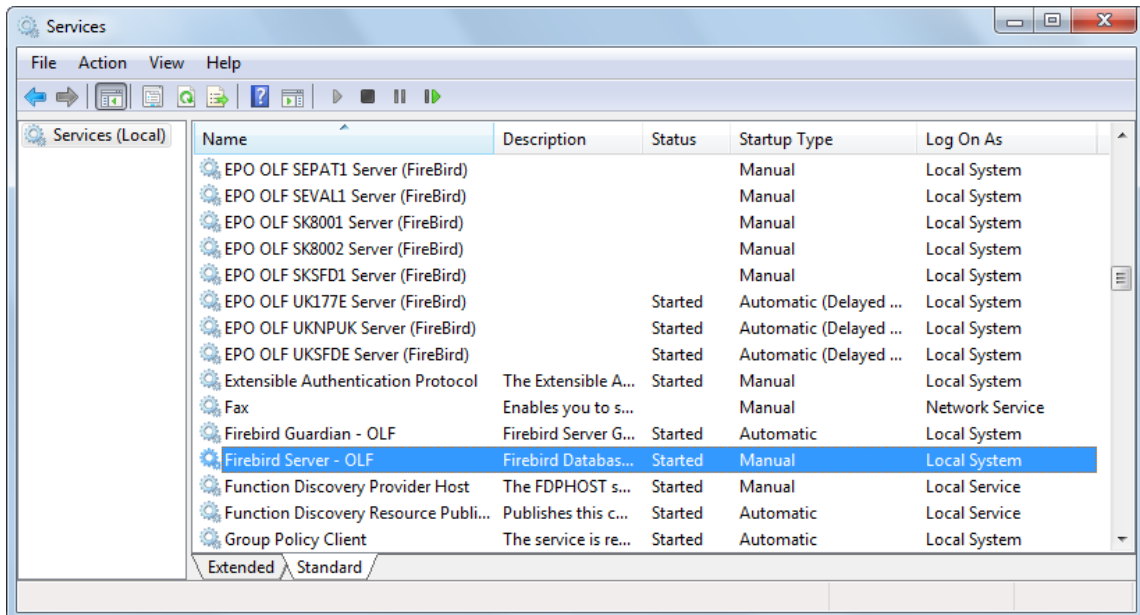 Services
File Action View Help
Services (Local)
Name Description Status Startup Type Log On As
EPO OLF SEPAT1 Server (FireBird) Manual Local System
EPO OLF SEVAL1 Server (FireBird) Manual Local System
EPO OLF SK8001 Server (FireBird) Manual Local System
EPO OLF SK8002 Server (FireBird) Manual Local System
EPO OLF SKSFD1 Server (FireBird) Manual Local System
EPO OLF UK177E Server (FireBird) Started Automatic (Delayed ... Local System
EPO OLF UKNPUK Server (FireBird) Started Automatic (Delayed ... Local System
EPO OLF UKSFDE Server (FireBird) Started Automatic (Delayed ... Local System
Extensible Authentication Protocol The Extensible A... Started Manual Local System
Fax Enables you to s... Manual Network Service
Firebird Guardian - OLF Firebird Server G... Started Automatic Local System
Firebird Server - OLF Firebird Databas... Started Manual Local System
Function Discovery Provider Host The FDPHOST s... Started Manual Local Service
Function Discovery Resource Publi... Publishes this c... Started Automatic Local Service
Group Policy Client The service is re... Started Automatic Local System
Extended Standard